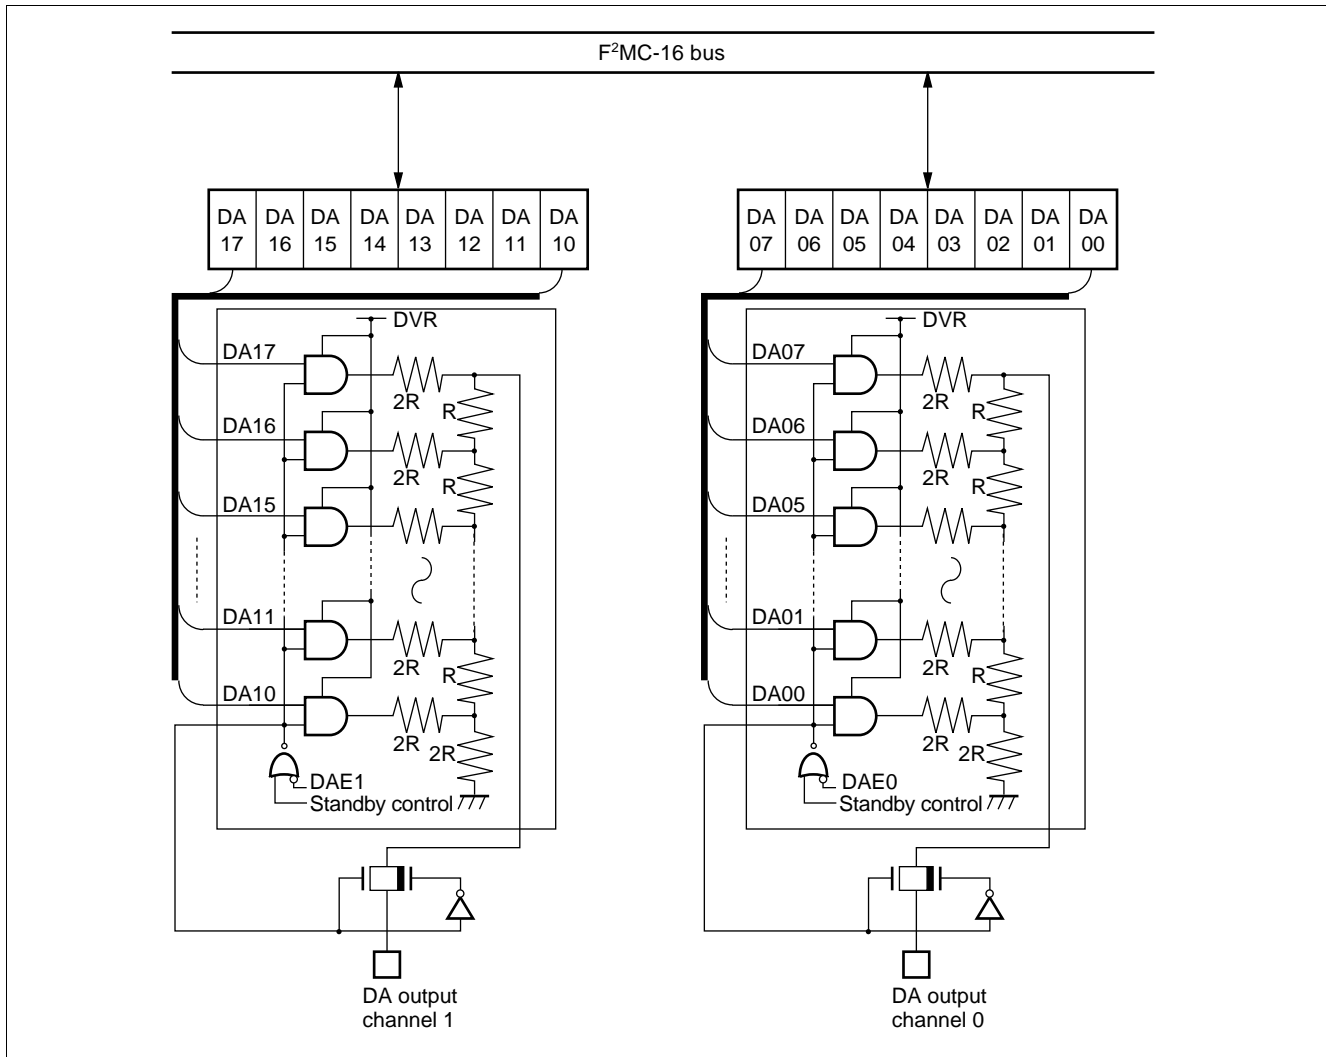 F²MC-16 bus
DA 17 DA 16 DA 15 DA 14 DA 13 DA 12 DA 11 DA 10
DA 07 DA 06 DA 05 DA 04 DA 03 DA 02 DA 01 DA 00
DVR
DA17
2R
R
DA16
2R
R
DA15
DA11
2R
R
DA10
2R
2R
DAE1
Standby control
DA output
channel 1
DVR
DA07
2R
R
DA06
2R
R
DA05
DA01
2R
R
DA00
2R
2R
DAE0
Standby control
DA output
channel 0